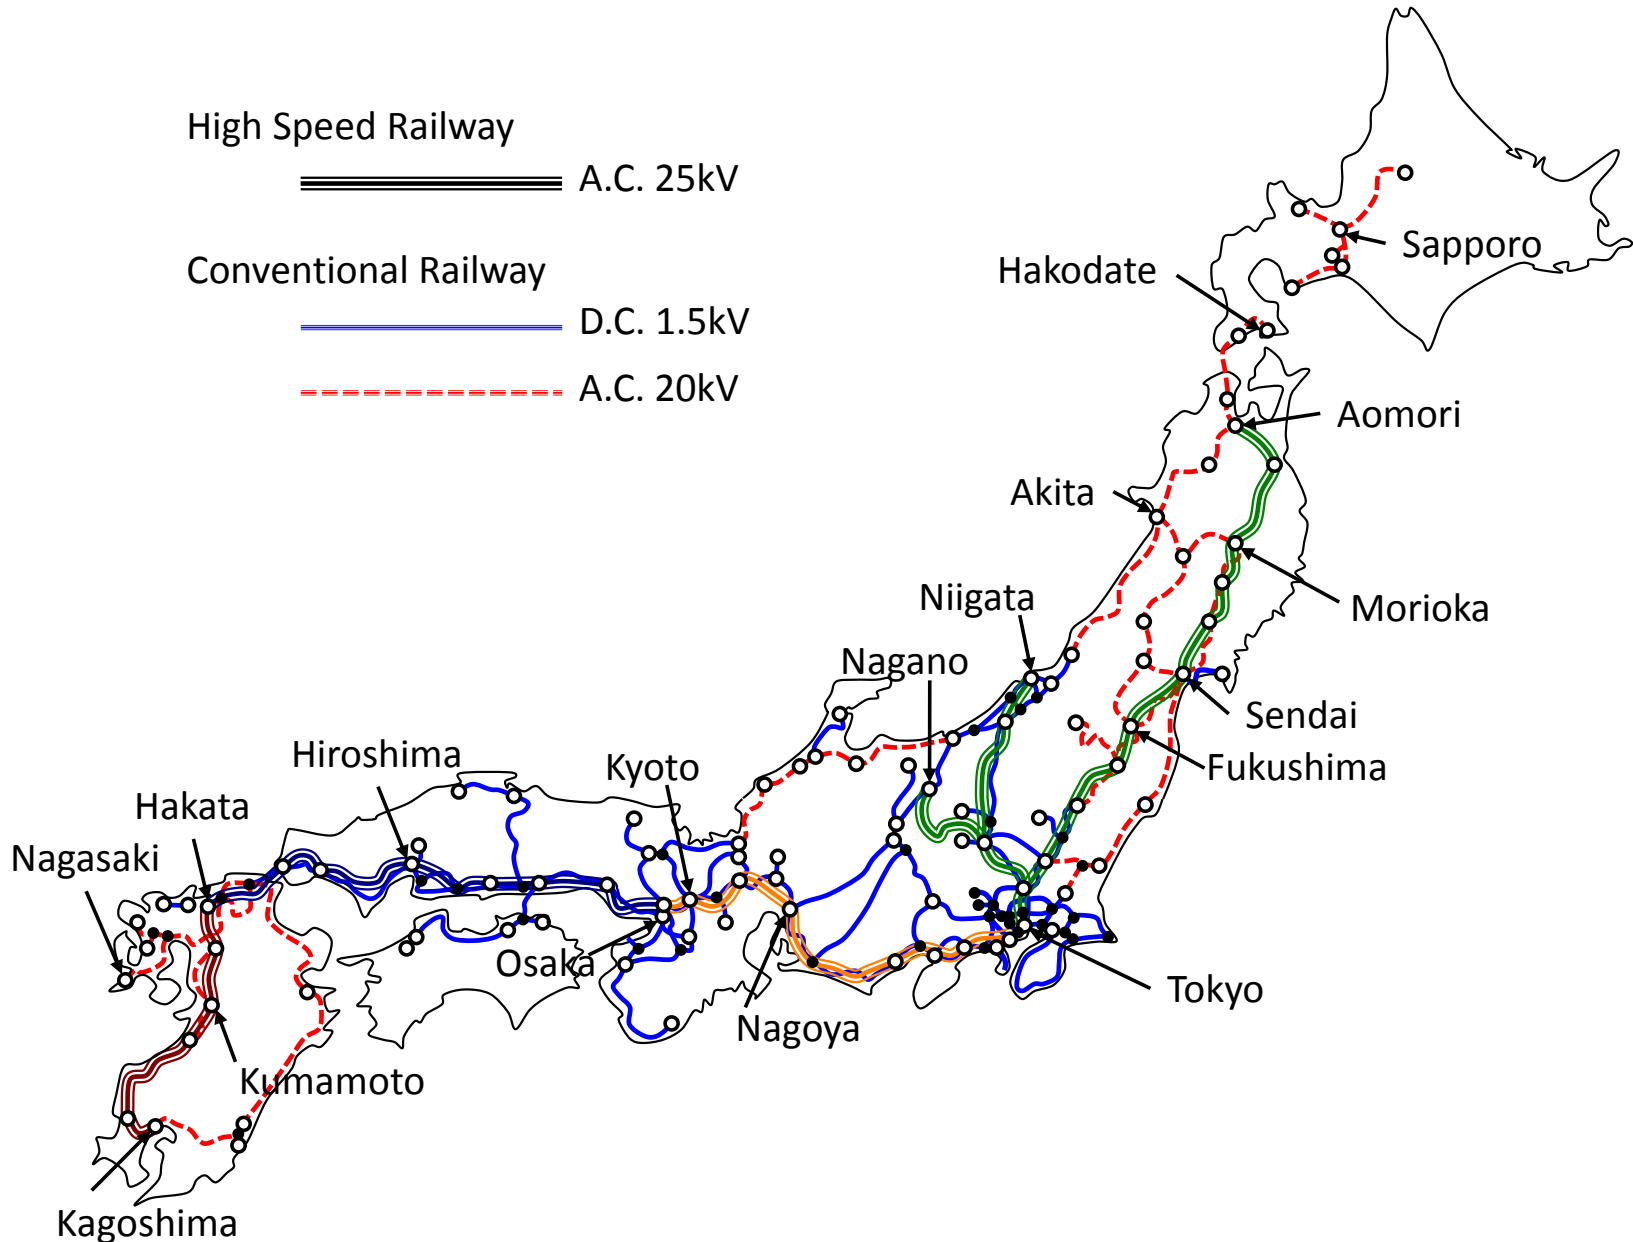 High Speed Railway
A.C. 25kV
Conventional Railway
D.C. 1.5kV
A.C. 20kV
Sapporo
Hakodate
Aomori
Akita
Morioka
Niigata
Nagano
Sendai
Fukushima
Hiroshima
Kyoto
Hakata
Nagasaki
Osaka
Tokyo
Nagoya
Kumamoto
Kagoshima